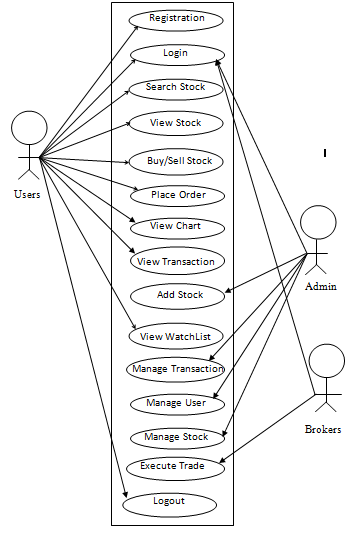 Registration
Login
Search Stock
View Stock
Buy/Sell Stock
Users
Place Order
View Chart
View Transaction
Admin
Add Stock
View WatchList
Manage Transaction
Manage User
Brokers
Manage Stock
Execute Trade
Logout